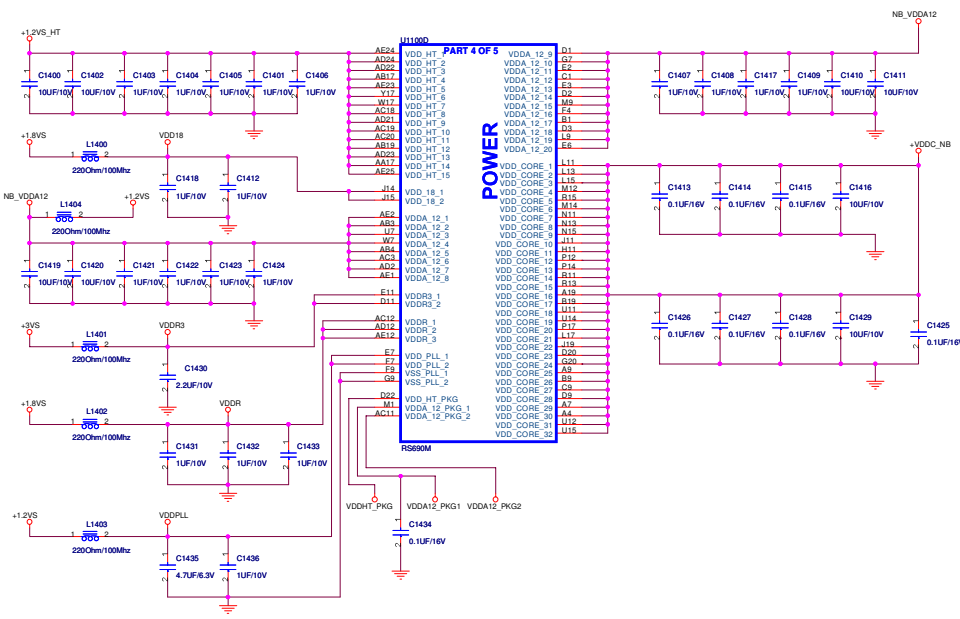 NB_VDDA12
+1.2VS_HT
U1100D
PART 4 OF 5
POWER
RS690M
AE24 VDD_HT_1
AD24 VDD_HT_2
AD22 VDD_HT_3
AB17 VDD_HT_4
AE23 VDD_HT_5
Y17 VDD_HT_6
W17 VDD_HT_7
AC18 VDD_HT_8
AD21 VDD_HT_9
AC19 VDD_HT_10
AC20 VDD_HT_11
AB19 VDD_HT_12
AD23 VDD_HT_13
AA17 VDD_HT_14
AE25 VDD_HT_15
J14 VDD_18_1
J15 VDD_18_2
AE2 VDDA_12_1
AB3 VDDA_12_2
U7 VDDA_12_3
W7 VDDA_12_4
AB4 VDDA_12_5
AC3 VDDA_12_6
AD2 VDDA_12_7
AE1 VDDA_12_8
E11 VDDR3_1
D11 VDDR3_2
AC12 VDDR_1
AD12 VDDR_2
AE12 VDDR_3
E7 VDD_PLL_1
F7 VDD_PLL_2
F9 VSS_PLL_1
G9 VSS_PLL_2
D22 VDD_HT_PKG
M1 VDDA_12_PKG_1
AC11 VDDA_12_PKG_2
VDDA_12_9 D1
VDDA_12_10 G7
VDDA_12_11 E2
VDDA_12_12 C1
VDDA_12_13 E3
VDDA_12_14 D2
VDDA_12_15 M9
VDDA_12_16 F4
VDDA_12_17 B1
VDDA_12_18 D3
VDDA_12_19 L9
VDDA_12_20 E6
VDD_CORE_1 L11
VDD_CORE_2 L13
VDD_CORE_3 L15
VDD_CORE_4 M12
VDD_CORE_5 R15
VDD_CORE_6 M14
VDD_CORE_7 N11
VDD_CORE_8 N13
VDD_CORE_9 N15
VDD_CORE_10 J11
VDD_CORE_11 H11
VDD_CORE_12 P12
VDD_CORE_13 P14
VDD_CORE_14 R11
VDD_CORE_15 R13
VDD_CORE_16 A19
VDD_CORE_17 B19
VDD_CORE_18 U11
VDD_CORE_19 U14
VDD_CORE_20 P17
VDD_CORE_21 L17
VDD_CORE_22 J19
VDD_CORE_23 D20
VDD_CORE_24 G20
VDD_CORE_25 A9
VDD_CORE_26 B9
VDD_CORE_27 C9
VDD_CORE_28 D9
VDD_CORE_29 A7
VDD_CORE_30 A4
VDD_CORE_31 U12
VDD_CORE_32 U15
C1400 C1402 C1403 C1404 C1405 C1401 C1406
10UF/10V 10UF/10V 1UF/10V 1UF/10V 1UF/10V 1UF/10V 10UF/10V
C1407 C1408 C1417 C1409 C1410 C1411
1UF/10V 1UF/10V 1UF/10V 1UF/10V 10UF/10V 10UF/10V
+1.8VS
L1400
220Ohm/100Mhz
VDD18
C1418 C1412
1UF/10V 1UF/10V
+VDDC_NB
C1413 C1414 C1415 C1416
0.1UF/16V 0.1UF/16V 0.1UF/16V 1UF/10V
NB_VDDA12
L1404
+1.2VS
220Ohm/100Mhz
C1419 C1420 C1421 C1422 C1423 C1424
10UF/10V 10UF/10V 1UF/10V 1UF/10V 1UF/10V 1UF/10V
C1426 C1427 C1428 C1429 C1425
0.1UF/16V 0.1UF/16V 0.1UF/16V 10UF/10V 0.1UF/16V
+3VS
L1401
220Ohm/100Mhz
VDDR3
C1430
2.2UF/10V
+1.8VS
L1402
220Ohm/100Mhz
VDDR
C1431 C1432 C1433
1UF/10V 1UF/10V 1UF/10V
VDDHT_PKG VDDA12_PKG1 VDDA12_PKG2
C1434
0.1UF/16V
+1.2VS
L1403
220Ohm/100Mhz
VDDPLL
C1435 C1436
4.7UF/6.3V 1UF/10V